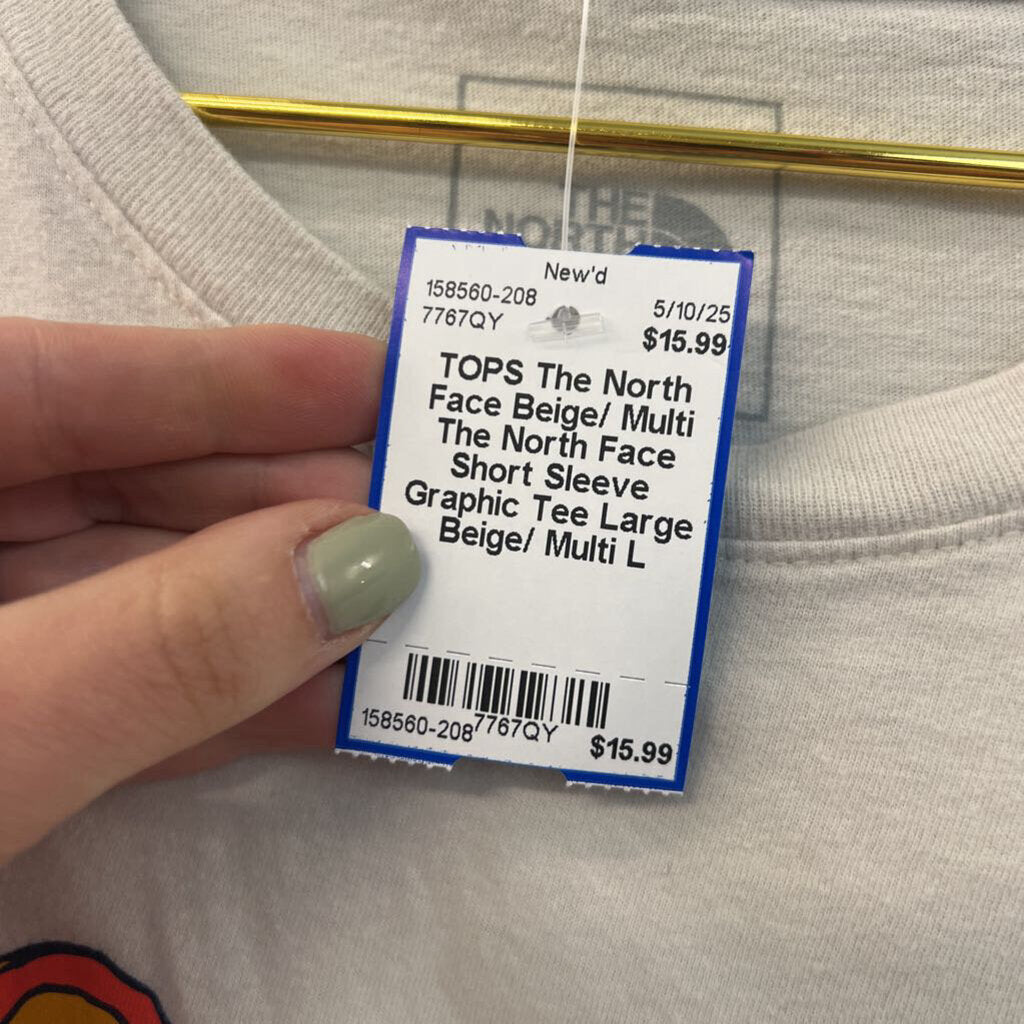 THE
NORTH
New'd
158560-208
7767QY
5/10/25
$15.99
TOPS The North
Face Beige/ Multi
The North Face
Short Sleeve
Graphic Tee Large
Beige/ Multi L
158560-208 7767QY
$15.99